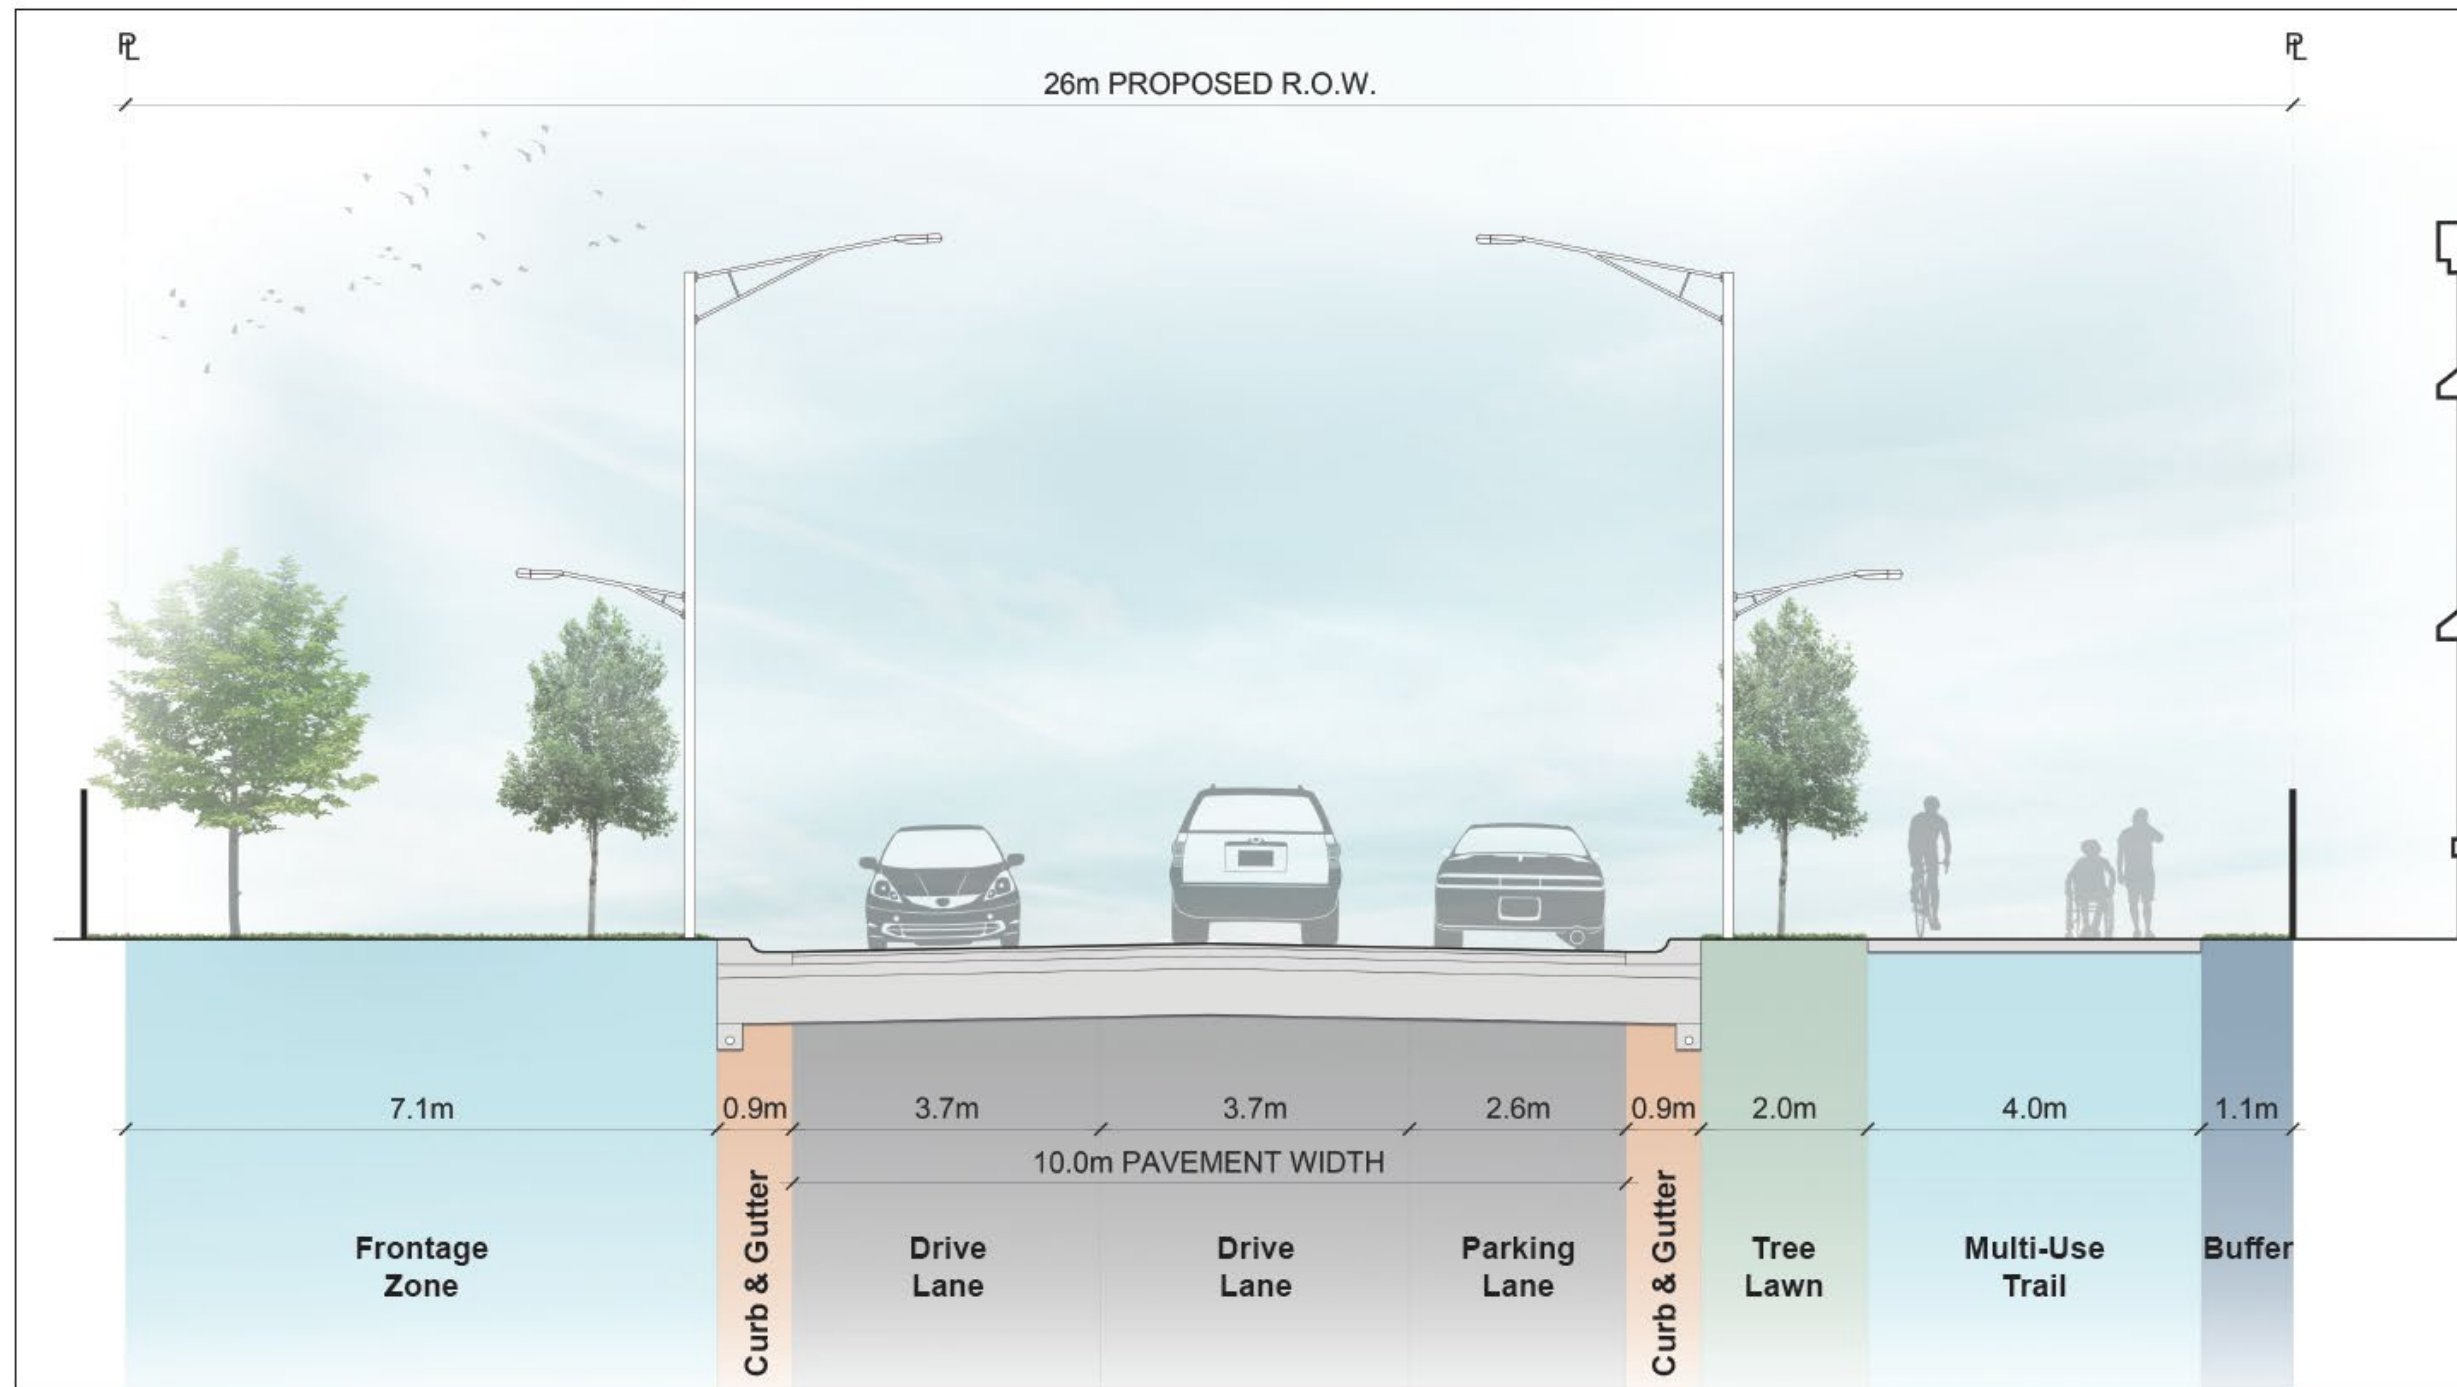 PL
PL
26m PROPOSED R.O.W.
7.1m
0.9m
3.7m
3.7m
2.6m
0.9m
2.0m
4.0m
1.1m
10.0m PAVEMENT WIDTH
Frontage
Zone
Curb & Gutter
Drive
Lane
Drive
Lane
Parking
Lane
Curb & Gutter
Tree
Lawn
Multi-Use
Trail
Buffer